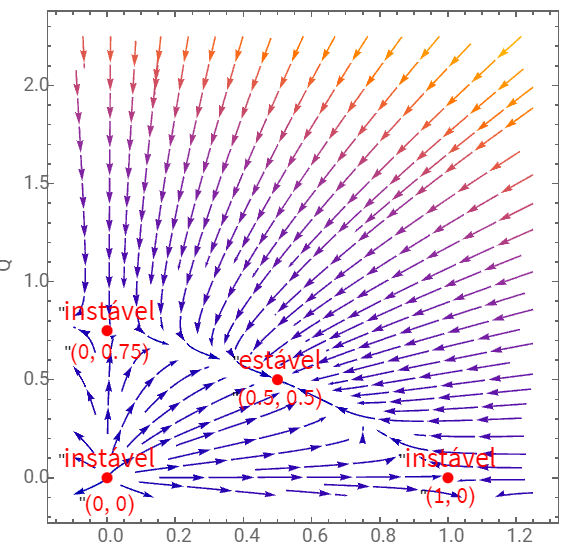 2.0
1.5
1.0
0.5
0.0
Q
"instável
"(0, 0.75)
"estável
"(0.5, 0.5)
"instável
"(0, 0)
"instável
"(1, 0)
0.0 0.2 0.4 0.6 0.8 1.0 1.2